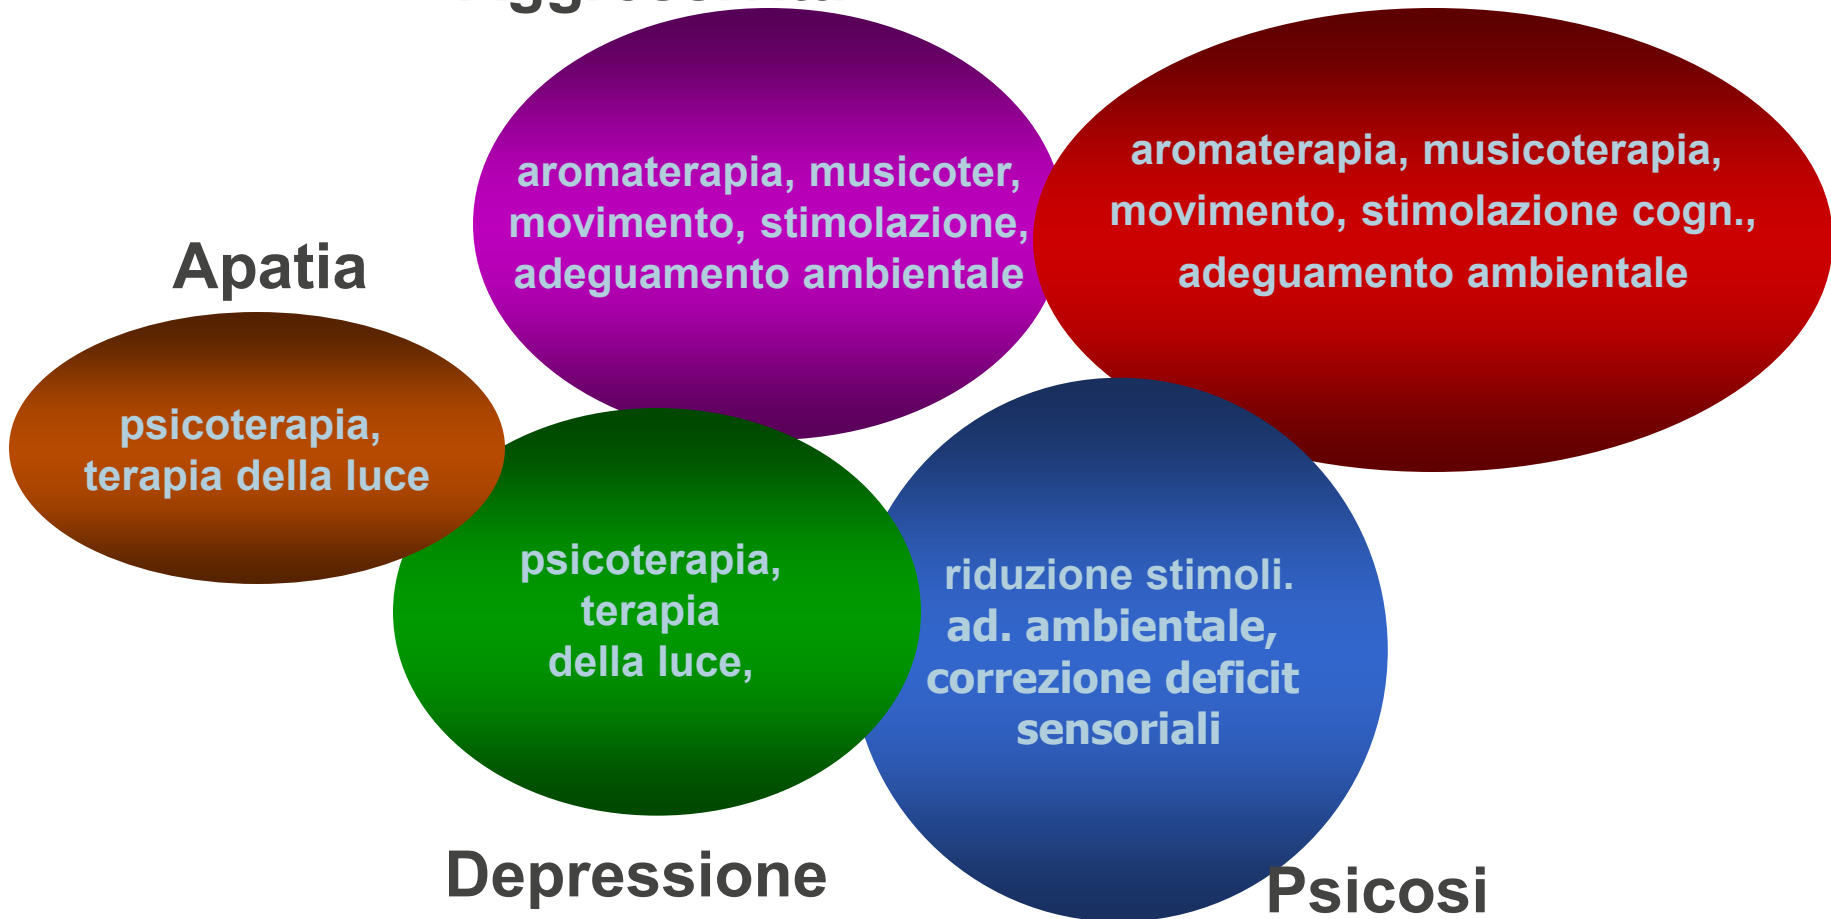 aromaterapia, musicoter,
movimento, stimolazione,
adeguamento ambientale
aromaterapia, musicoterapia,
movimento, stimolazione cogn.,
adeguamento ambientale
Apatia
psicoterapia,
terapia della luce
psicoterapia,
terapia
della luce,
riduzione stimoli.
ad. ambientale,
correzione deficit
sensoriali
Depressione
Psicosi